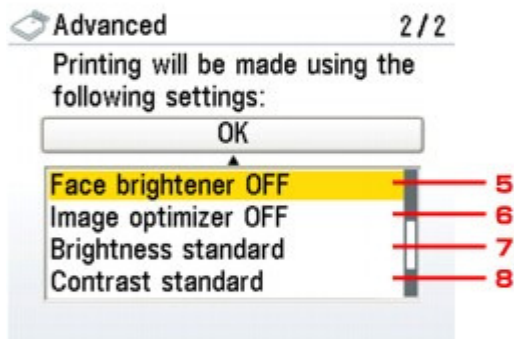 Advanced 2/2
Printing will be made using the
following settings:
OK
Face brightener OFF 5
Image optimizer OFF 6
Brightness standard 7
Contrast standard 8